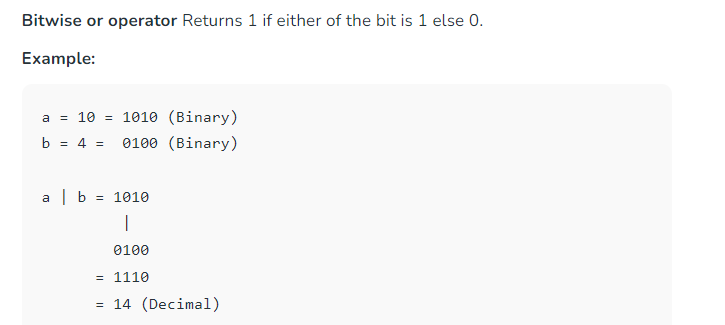 Bitwise or operator Returns 1 if either of the bit is 1 else 0.
Example:
a = 10 = 1010 (Binary)
b = 4 =  0100 (Binary)
a | b = 1010
|
0100
= 1110
= 14 (Decimal)